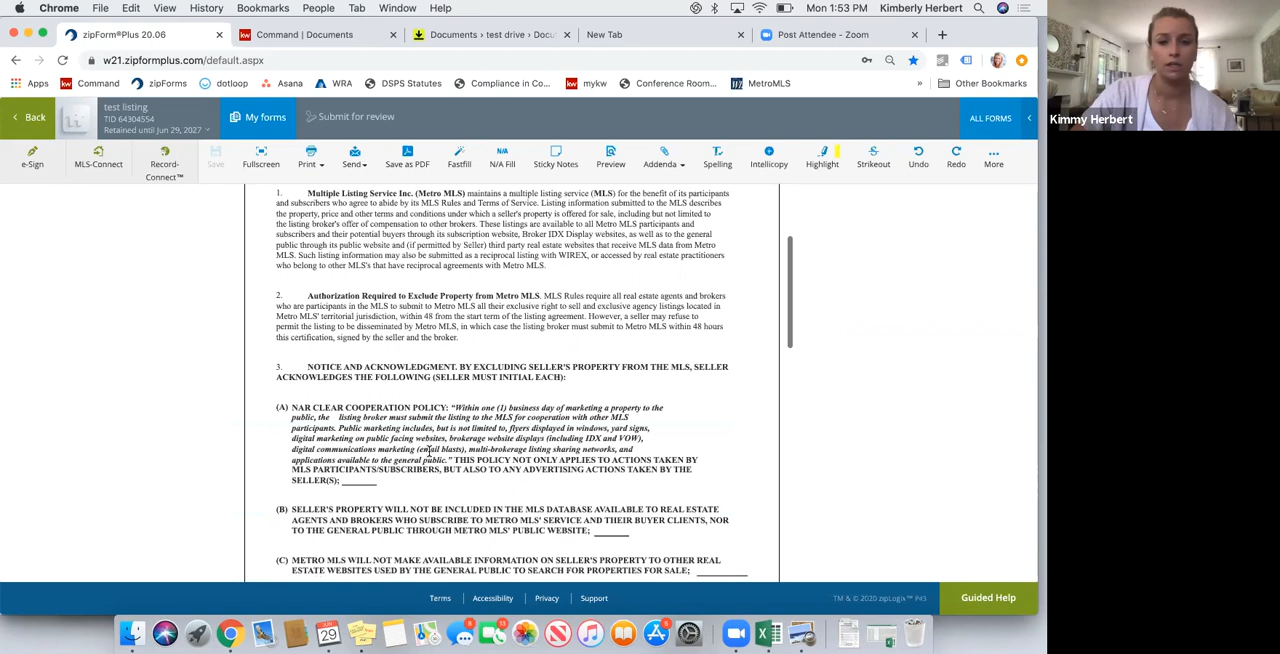 Chrome File Edit View History Bookmarks People Tab Window Help Mon 1:53 PM Kimberly Herbert
zipForm®Plus 20.06 Command | Documents Documents › test drive › Docu New Tab Post Attendee - Zoom
w21.zipformplus.com/default.aspx
Apps Command zipForms dotloop Asana WRA DSPS Statutes Compliance in Co... mykw Conference Room... MetroMLS » Other Bookmarks
Back
test listing
TID 64304554
Retained until Jun 29, 2027
My forms Submit for review ALL FORMS
e-Sign MLS-Connect Record-Connect™ Save Fullscreen Print Send Save as PDF Fastfill N/A Fill Sticky Notes Preview Addenda Spelling Intellicopy Highlight Strikeout Undo Redo More
1. Multiple Listing Service Inc. (Metro MLS) maintains a multiple listing service (MLS) for the benefit of its participants
and subscribers who agree to abide by its MLS Rules and Terms of Service. Listing information submitted to the MLS describes
the property, price and other terms and conditions under which a seller's property is offered for sale, including but not limited to
the listing broker's offer of compensation to other brokers. These listings are available to all Metro MLS participants and
subscribers and their potential buyers through its subscription website, Broker IDX Display websites, as well as to the general
public through its public website and (if permitted by Seller) third party real estate websites that receive MLS data from Metro
MLS. Such listing information may also be submitted as a reciprocal listing with WIREX, or accessed by real estate practitioners
who belong to other MLS's that have reciprocal agreements with Metro MLS.
2. Authorization Required to Exclude Property from Metro MLS. MLS Rules require all real estate agents and brokers
who are participants in the MLS to submit to Metro MLS all their exclusive right to sell and exclusive agency listings located in
Metro MLS' territorial jurisdiction, within 48 from the start term of the listing agreement. However, a seller may refuse to
permit the listing to be disseminated by Metro MLS, in which case the listing broker must submit to Metro MLS within 48 hours
this certification, signed by the seller and the broker.
3. NOTICE AND ACKNOWLEDGMENT. BY EXCLUDING SELLER'S PROPERTY FROM THE MLS, SELLER
ACKNOWLEDGES THE FOLLOWING (SELLER MUST INITIAL EACH):
(A) NAR CLEAR COOPERATION POLICY: "Within one (1) business day of marketing a property to the
public, the listing broker must submit the listing to the MLS for cooperation with other MLS
participants. Public marketing includes, but is not limited to, flyers displayed in windows, yard signs,
digital marketing on public facing websites, brokerage website displays (including IDX and VOW),
digital communications marketing (email blasts), multi-brokerage listing sharing networks, and
applications available to the general public." THIS POLICY NOT ONLY APPLIES TO ACTIONS TAKEN BY
MLS PARTICIPANTS/SUBSCRIBERS, BUT ALSO TO ANY ADVERTISING ACTIONS TAKEN BY THE
SELLER(S); _______
(B) SELLER'S PROPERTY WILL NOT BE INCLUDED IN THE MLS DATABASE AVAILABLE TO REAL ESTATE
AGENTS AND BROKERS WHO SUBSCRIBE TO METRO MLS' SERVICE AND THEIR BUYER CLIENTS, NOR
TO THE GENERAL PUBLIC THROUGH METRO MLS' PUBLIC WEBSITE; _______
(C) METRO MLS WILL NOT MAKE AVAILABLE INFORMATION ON SELLER'S PROPERTY TO OTHER REAL
ESTATE WEBSITES USED BY THE GENERAL PUBLIC TO SEARCH FOR PROPERTIES FOR SALE; _______
Terms Accessibility Privacy Support TM & © 2020 zipLogix™ P43 Guided Help
Kimmy Herbert